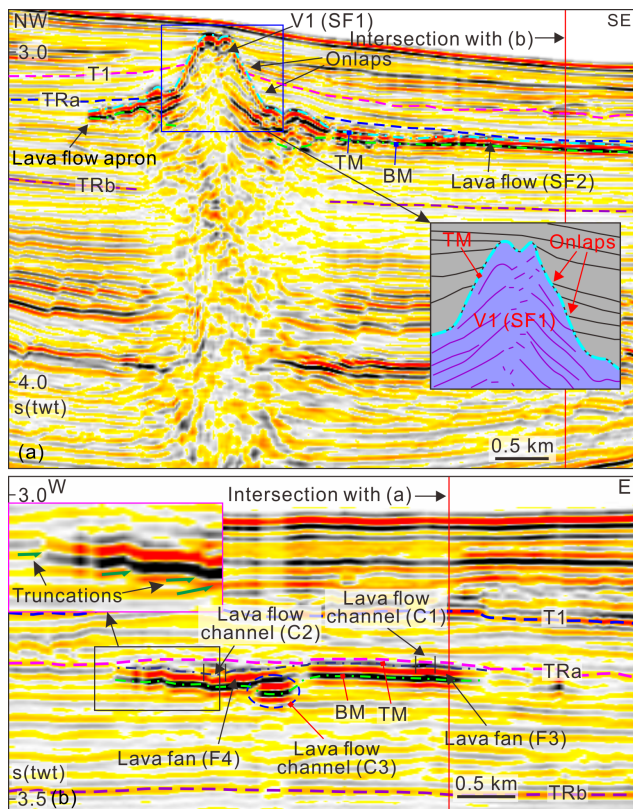 NW
V1 (SF1)
Intersection with (b)
SE
3.0
Onlaps
T1
TRa
Lava flow apron
TM
BM
Lava flow (SF2)
TRb
TM
Onlaps
V1 (SF1)
4.0
s(twt)
(a)
0.5 km
3.0
W
Intersection with (a)
E
Truncations
Lava flow
channel (C2)
Lava flow
channel (C1)
T1
TRa
BM
TM
Lava fan (F4)
Lava flow
channel (C3)
Lava fan (F3)
s(twt)
0.5 km
3.5
(b)
TRb